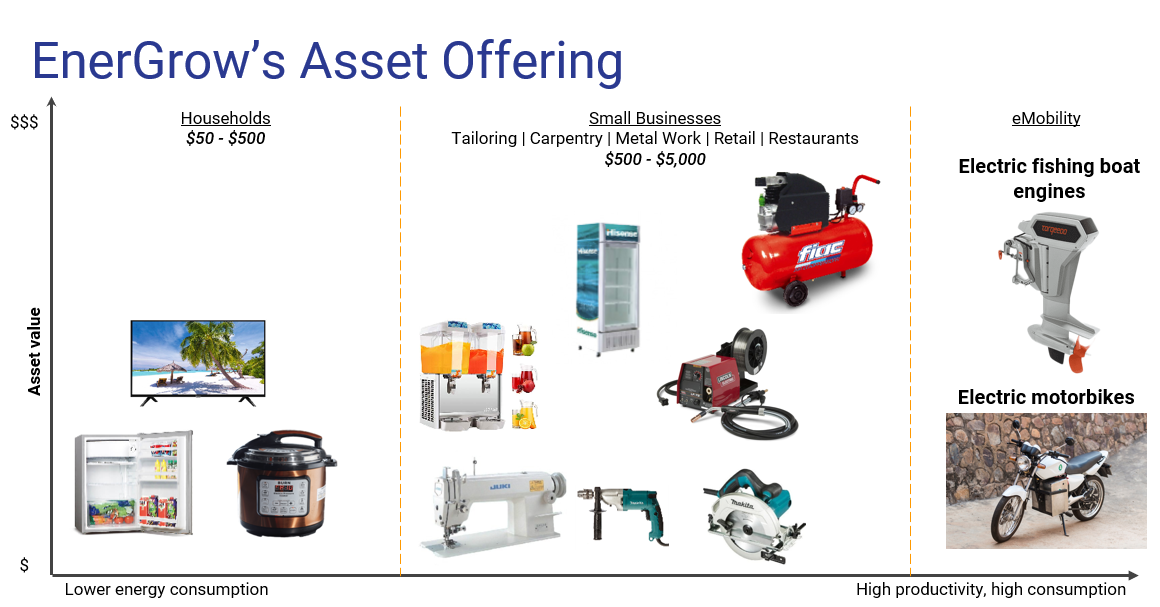 EnerGrow's Asset Offering
$$$
Households
$50 - $500
Small Businesses
Tailoring | Carpentry | Metal Work | Retail | Restaurants
$500 - $5,000
eMobility
Electric fishing boat
engines
Hisense
fiac
LINCOLN
JUKI
makita
Electric motorbikes
Asset value
$
Lower energy consumption
High productivity, high consumption